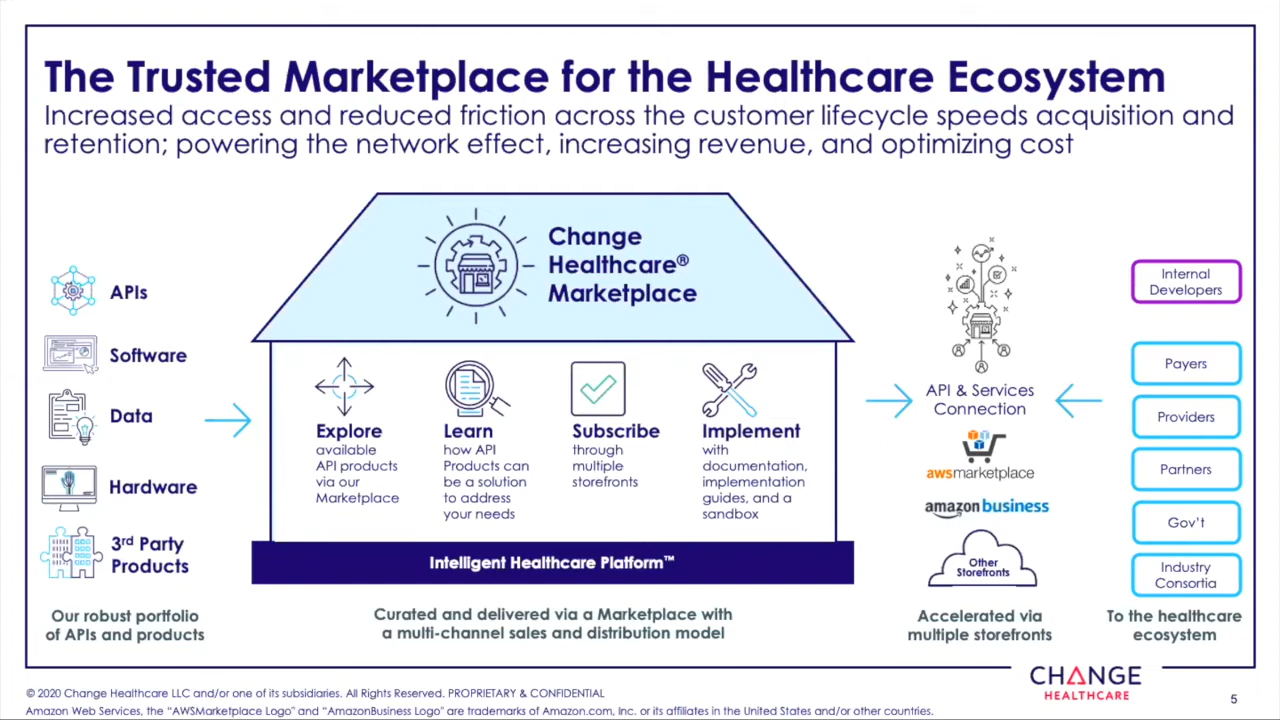 The Trusted Marketplace for the Healthcare Ecosystem
Increased access and reduced friction across the customer lifecycle speeds acquisition and
retention; powering the network effect, increasing revenue, and optimizing cost
APIs
Software
Data
Hardware
3rd Party
Products
Our robust portfolio
of APIs and products
Change
Healthcare®
Marketplace
Explore
available
API products
via our
Marketplace
Learn
how API
Products can
be a solution
to address
your needs
Subscribe
through
multiple
storefronts
Implement
with
documentation,
implementation
guides, and a
sandbox
Intelligent Healthcare Platform™
Curated and delivered via a Marketplace with
a multi-channel sales and distribution model
API & Services
Connection
awsmarketplace
amazon business
Other
Storefronts
Accelerated via
multiple storefronts
Internal
Developers
Payers
Providers
Partners
Gov't
Industry
Consortia
To the healthcare
ecosystem
CHANGE
HEALTHCARE
© 2020 Change Healthcare LLC and/or one of its subsidiaries. All Rights Reserved. PROPRIETARY & CONFIDENTIAL
Amazon Web Services, the “AWSMarketplace Logo" and “AmazonBusiness Logo" are trademarks of Amazon.com, Inc. or its affiliates in the United States and/or other countries.
5